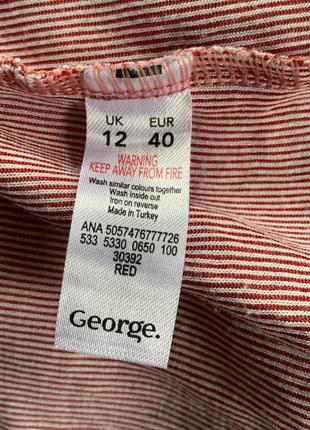 UK EUR
12 40
WARNING
KEEP AWAY FROM FIRE
Wash similar colours together
Wash inside out
Iron on reverse
Made in Turkey
ANA 5057476777726
533 5330 0650 100
30392
RED
George.